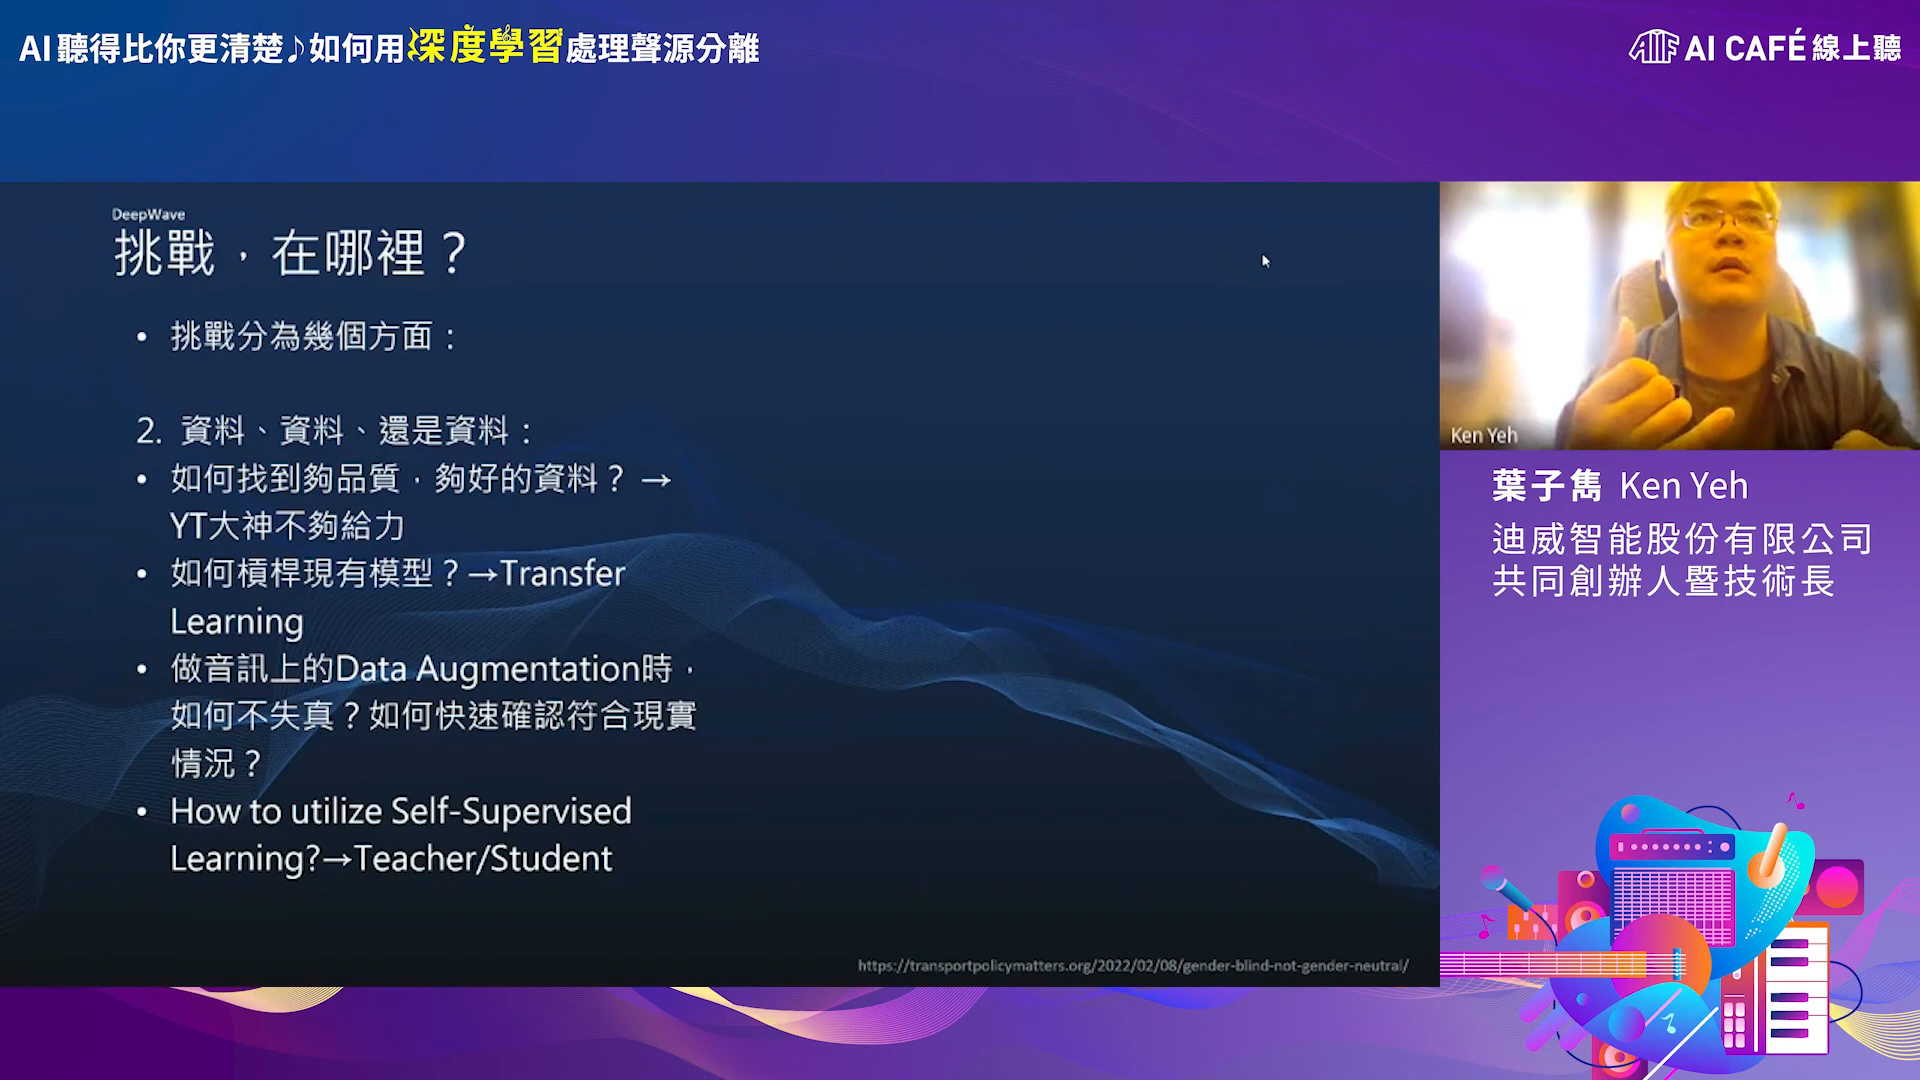 AI聽得比你更清楚♪如何用深度學習處理聲源分離
AIF AI CAFÉ 線上聽
DeepWave
挑戰，在哪裡？
• 挑戰分為幾個方面：
2. 資料、資料、還是資料：
• 如何找到夠品質，夠好的資料？ →
YT大神不夠給力
• 如何槓桿現有模型？→Transfer
Learning
• 做音訊上的Data Augmentation時，
如何不失真？如何快速確認符合現實
情況？
• How to utilize Self-Supervised
Learning?→Teacher/Student
https://transportpolicymatters.org/2022/02/08/gender-blind-not-gender-neutral/
Ken Yeh
葉子雋 Ken Yeh
迪威智能股份有限公司
共同創辦人暨技術長